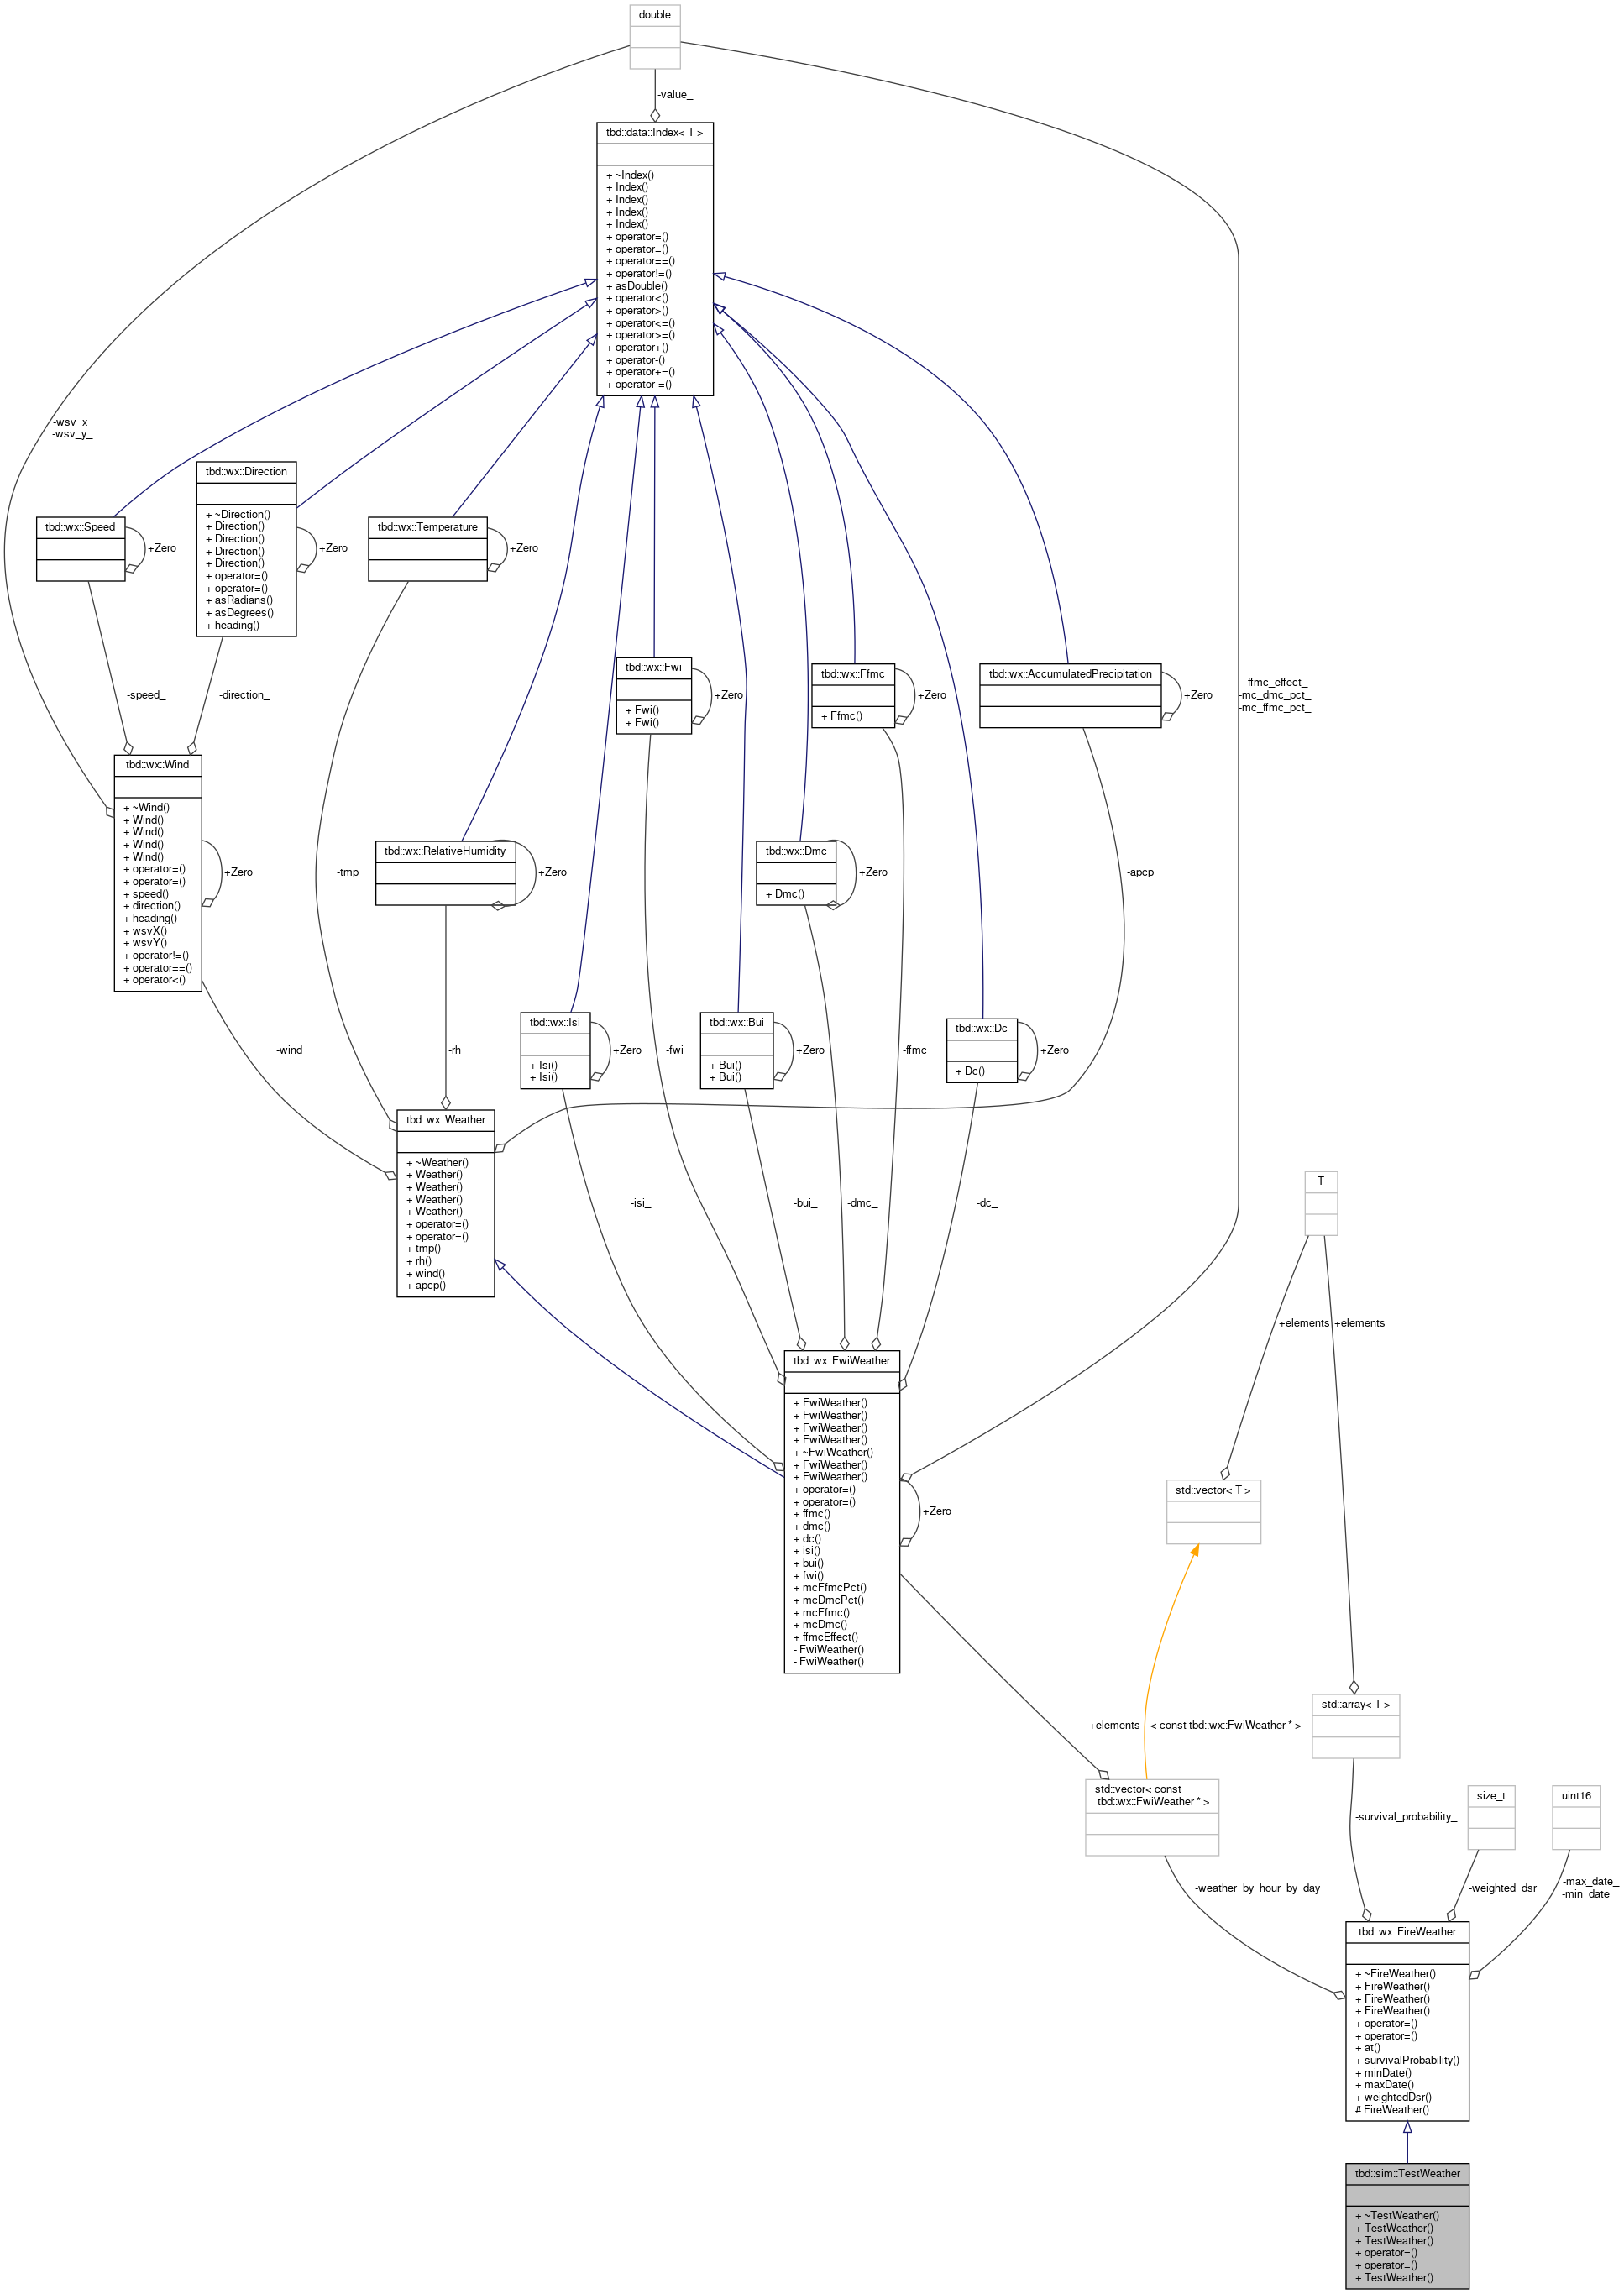 double
-value_
tbd::data::Index< T >
+ ~Index()
+ Index()
+ Index()
+ Index()
+ Index()
+ operator=()
+ operator=()
+ operator==()
+ operator!=()
+ asDouble()
+ operator<()
+ operator>()
+ operator<=()
+ operator>=()
+ operator+()
+ operator-()
+ operator+=()
+ operator-=()
-wsv_x_
-wsv_y_
tbd::wx::Direction
+ ~Direction()
+ Direction()
+ Direction()
+ Direction()
+ Direction()
+ operator=()
+ operator=()
+ asRadians()
+ asDegrees()
+ heading()
+Zero
tbd::wx::Speed
+Zero
tbd::wx::Temperature
+Zero
tbd::wx::Fwi
+ Fwi()
+ Fwi()
+Zero
tbd::wx::Ffmc
+ Ffmc()
+Zero
tbd::wx::AccumulatedPrecipitation
+Zero
-ffmc_effect_
-mc_dmc_pct_
-mc_ffmc_pct_
-speed_
-direction_
tbd::wx::Wind
+ ~Wind()
+ Wind()
+ Wind()
+ Wind()
+ Wind()
+ operator=()
+ operator=()
+ speed()
+ direction()
+ heading()
+ wsvX()
+ wsvY()
+ operator!=()
+ operator==()
+ operator<()
+Zero
-tmp_
tbd::wx::RelativeHumidity
+Zero
tbd::wx::Dmc
+ Dmc()
+Zero
-apcp_
-wind_
-rh_
tbd::wx::Isi
+ Isi()
+ Isi()
+Zero
-fwi_
tbd::wx::Bui
+ Bui()
+ Bui()
+Zero
-ffmc_
tbd::wx::Dc
+ Dc()
+Zero
tbd::wx::Weather
+ ~Weather()
+ Weather()
+ Weather()
+ Weather()
+ Weather()
+ operator=()
+ operator=()
+ tmp()
+ rh()
+ wind()
+ apcp()
-isi_
-bui_
-dmc_
-dc_
T
+elements
+elements
tbd::wx::FwiWeather
+ FwiWeather()
+ FwiWeather()
+ FwiWeather()
+ FwiWeather()
+ ~FwiWeather()
+ FwiWeather()
+ FwiWeather()
+ operator=()
+ operator=()
+ ffmc()
+ dmc()
+ dc()
+ isi()
+ bui()
+ fwi()
+ mcFfmcPct()
+ mcDmcPct()
+ mcFfmc()
+ mcDmc()
+ ffmcEffect()
- FwiWeather()
- FwiWeather()
+Zero
std::vector< T >
+elements
< const tbd::wx::FwiWeather * >
std::array< T >
std::vector< const
tbd::wx::FwiWeather * >
size_t
uint16
-survival_probability_
-weather_by_hour_by_day_
-weighted_dsr_
-max_date_
-min_date_
tbd::wx::FireWeather
+ ~FireWeather()
+ FireWeather()
+ FireWeather()
+ FireWeather()
+ operator=()
+ operator=()
+ at()
+ survivalProbability()
+ minDate()
+ maxDate()
+ weightedDsr()
# FireWeather()
tbd::sim::TestWeather
+ ~TestWeather()
+ TestWeather()
+ TestWeather()
+ operator=()
+ operator=()
+ TestWeather()